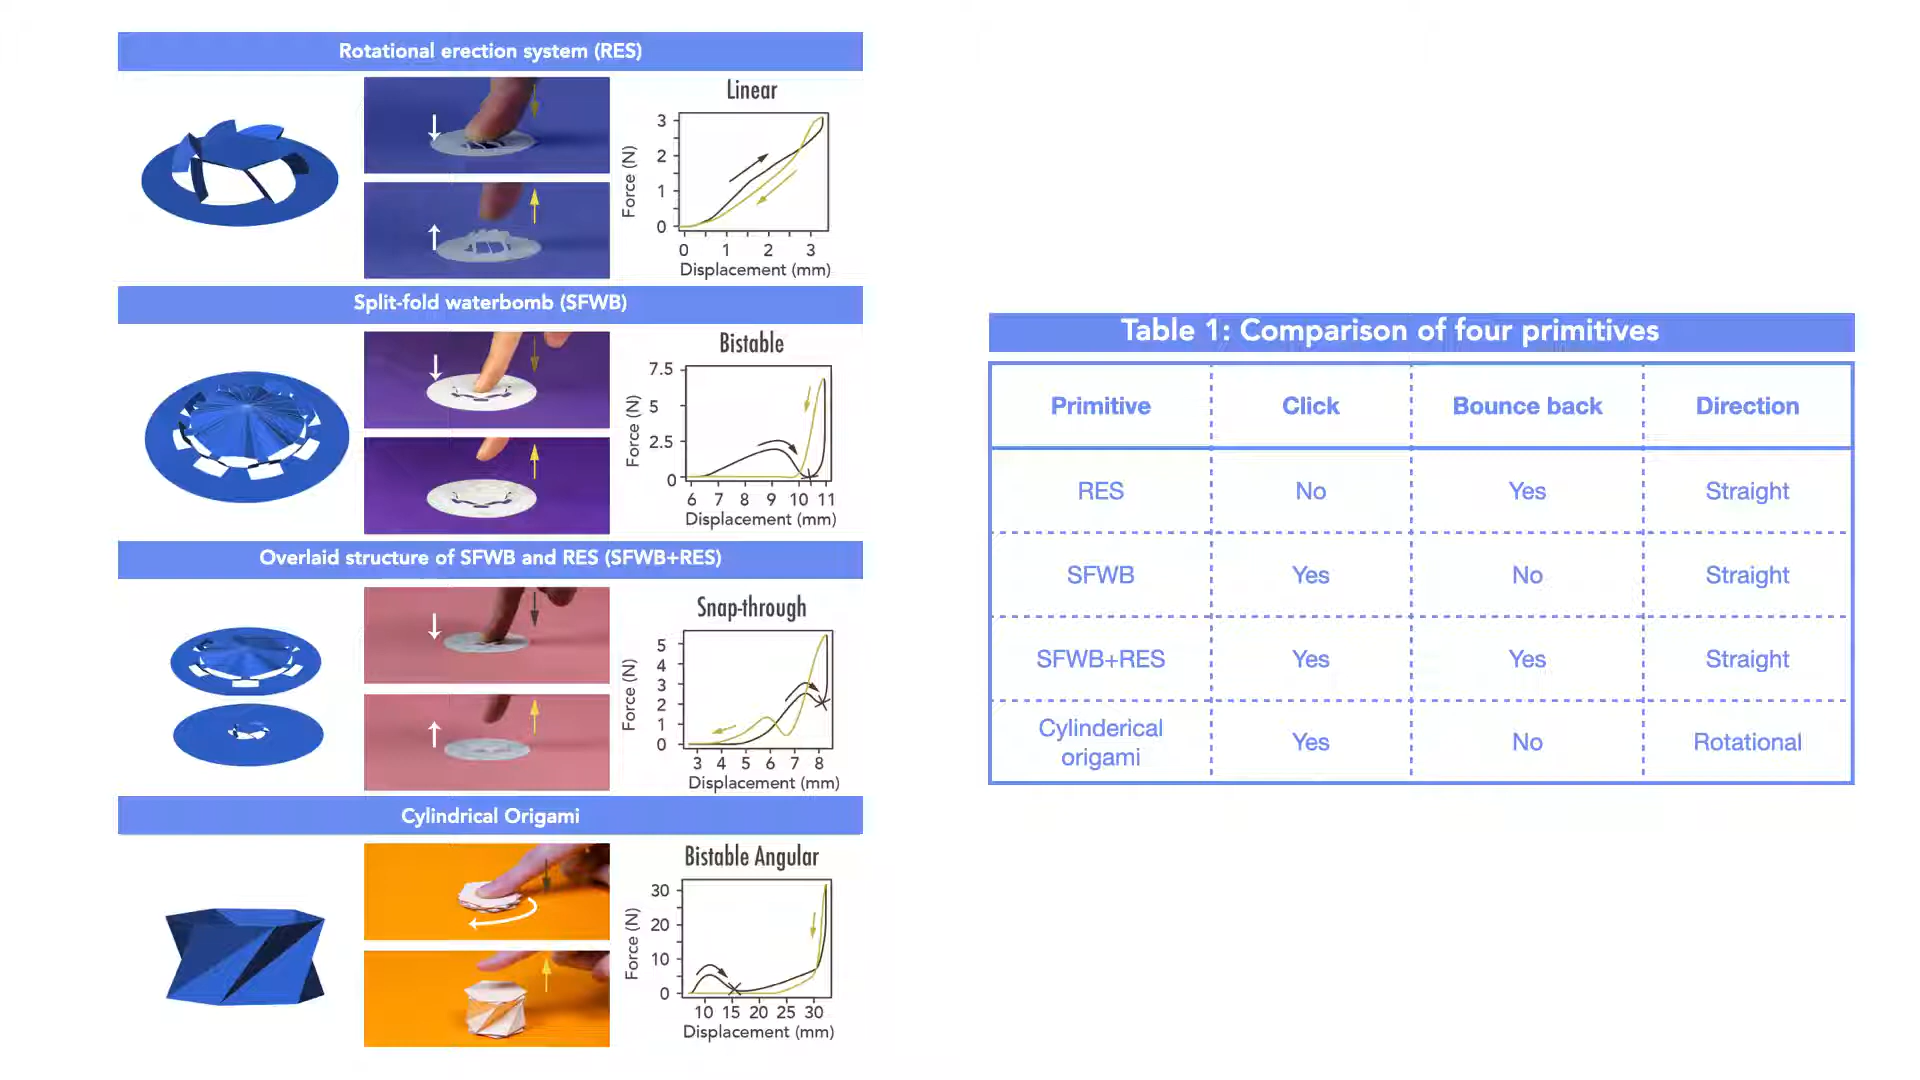 Rotational erection system (RES)
Linear
Force (N)
3
2
1
0
0 1 2 3
Displacement (mm)
Split-fold waterbomb (SFWB)
Bistable
Force (N)
7.5
5
2.5
0
6 7 8 9 10 11
Displacement (mm)
Overlaid structure of SFWB and RES (SFWB+RES)
Snap-through
Force (N)
5
4
3
2
1
0
3 4 5 6 7 8
Displacement (mm)
Cylindrical Origami
Bistable Angular
Force (N)
30
20
10
0
10 15 20 25 30
Displacement (mm)
Table 1: Comparison of four primitives
Primitive Click Bounce back Direction
RES No Yes Straight
SFWB Yes No Straight
SFWB+RES Yes Yes Straight
Cylinderical
origami Yes No Rotational